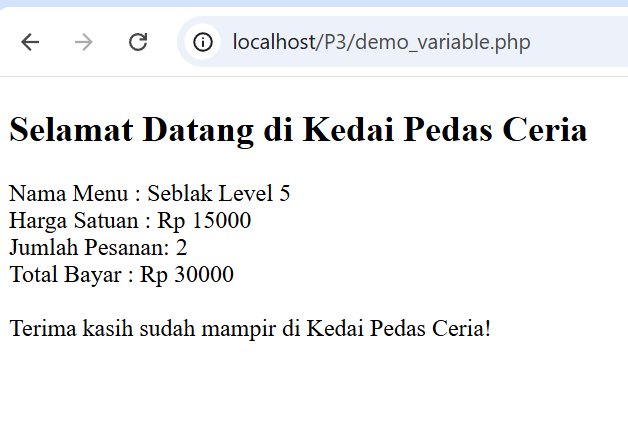 localhost/P3/demo_variable.php
Selamat Datang di Kedai Pedas Ceria
Nama Menu : Seblak Level 5
Harga Satuan : Rp 15000
Jumlah Pesanan: 2
Total Bayar : Rp 30000
Terima kasih sudah mampir di Kedai Pedas Ceria!